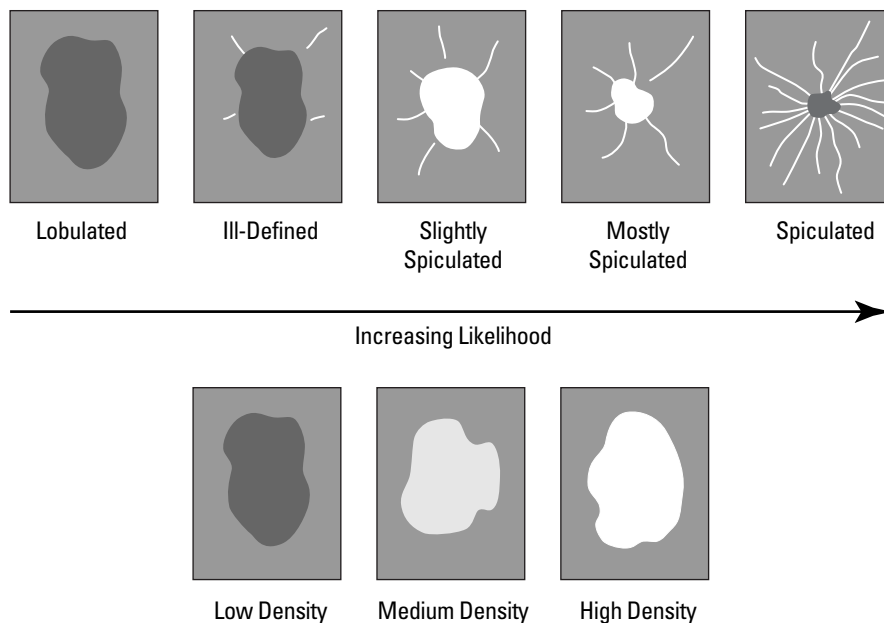 Lobulated
Ill-Defined
Slightly
Spiculated
Mostly
Spiculated
Spiculated
Increasing Likelihood
Low Density
Medium Density
High Density